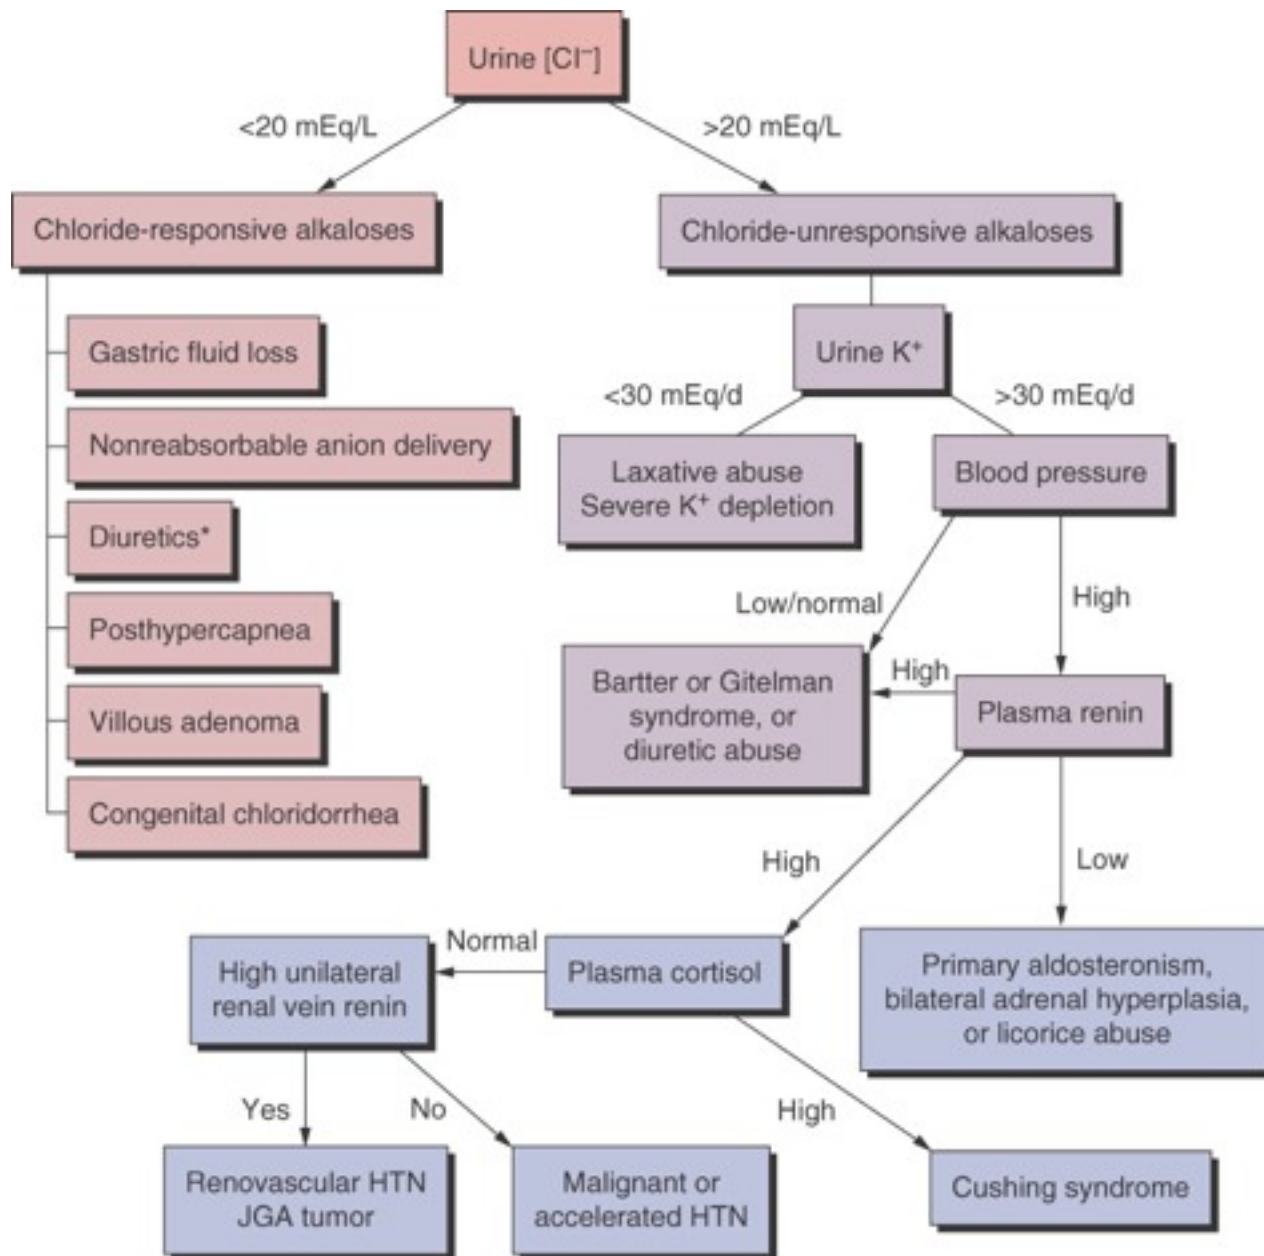 Urine [Cl⁻]
<20 mEq/L
>20 mEq/L
Chloride-responsive alkaloses
Chloride-unresponsive alkaloses
Gastric fluid loss
Nonreabsorbable anion delivery
Diuretics*
Posthypercapnea
Villous adenoma
Congenital chloridorrhea
Urine K⁺
<30 mEq/d
>30 mEq/d
Laxative abuse
Severe K⁺ depletion
Blood pressure
Low/normal
High
Bartter or Gitelman
syndrome, or
diuretic abuse
High
Plasma renin
High
Low
Plasma cortisol
Primary aldosteronism,
bilateral adrenal hyperplasia,
or licorice abuse
Normal
High unilateral
renal vein renin
High
Yes
No
Renovascular HTN
JGA tumor
Malignant or
accelerated HTN
Cushing syndrome